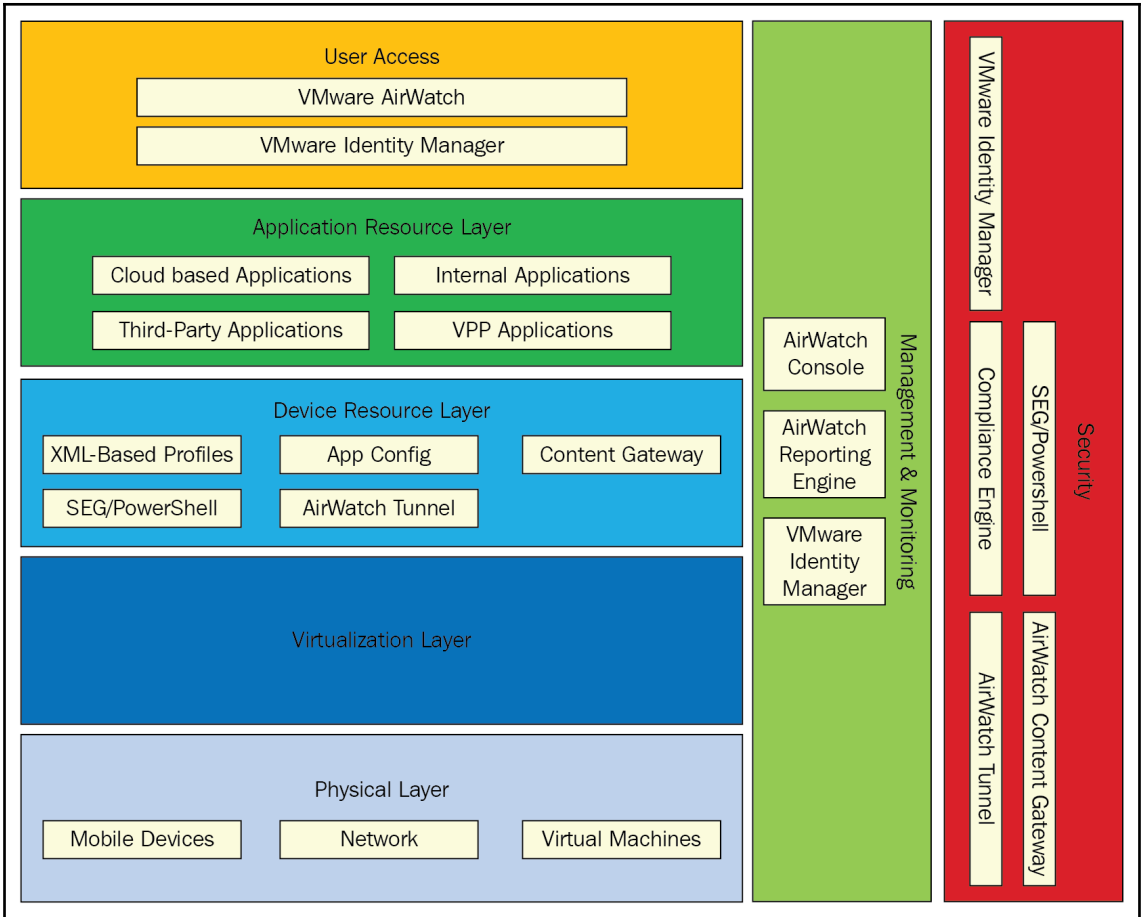 User Access
VMware AirWatch
VMware Identity Manager
Application Resource Layer
Cloud based Applications
Internal Applications
Third-Party Applications
VPP Applications
Device Resource Layer
XML-Based Profiles
App Config
Content Gateway
SEG/PowerShell
AirWatch Tunnel
Virtualization Layer
Physical Layer
Mobile Devices
Network
Virtual Machines
AirWatch
Console
AirWatch
Reporting
Engine
VMware
Identity
Manager
Management & Monitoring
VMware Identity Manager
Compliance Engine
SEG/Powershell
AirWatch Tunnel
AirWatch Content Gateway
Security